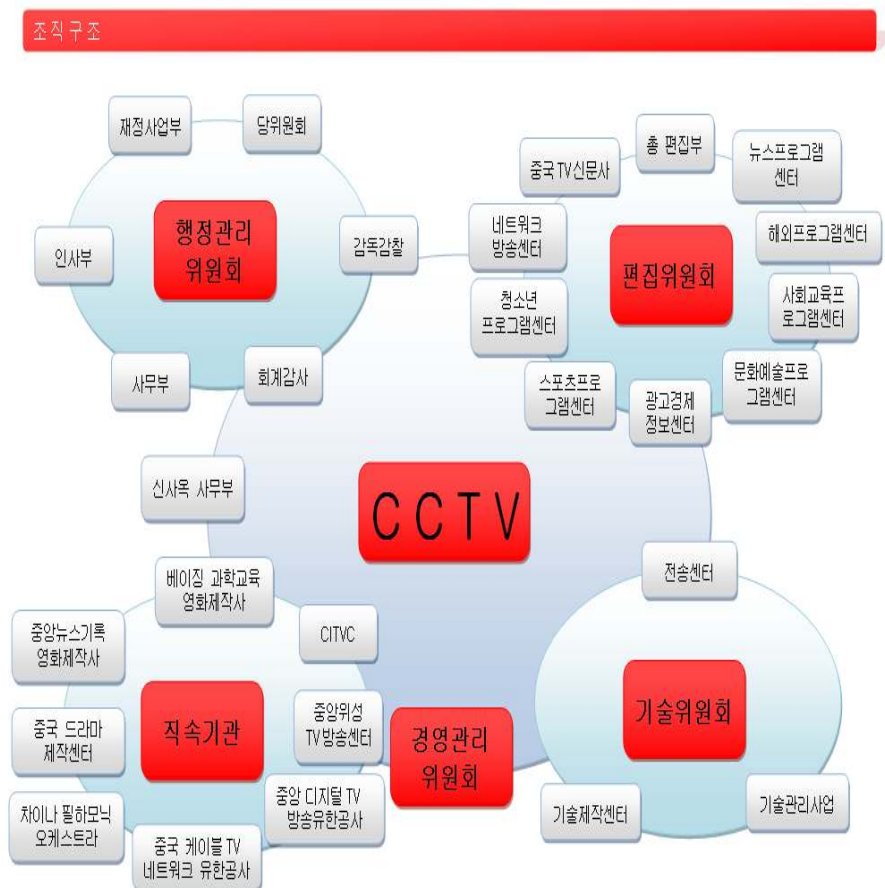 조직구조
재정사업부
당위원회
인사부
행정관리
위원회
감독감찰
사무부
회계감사
총 편집부
중국TV신문사
뉴스프로그램
센터
네트워크
방송센터
해외프로그램센터
편집위원회
청소년
프로그램센터
사회교육프
로그램센터
스포츠프로
그램센터
광고경제
정보센터
문화예술프로
그램센터
CCTV
신사옥 사무부
베이징 과학교육
영화제작사
중앙뉴스기록
영화제작사
CITVC
중국 드라마
제작센터
직속기관
중앙위성
TV방송센터
차이나 필하모닉
오케스트라
중국 케이블 TV
네트워크 유한공사
중앙 디지털 TV
방송유한공사
경영관리
위원회
전송센터
기술위원회
기술제작센터
기술관리사업